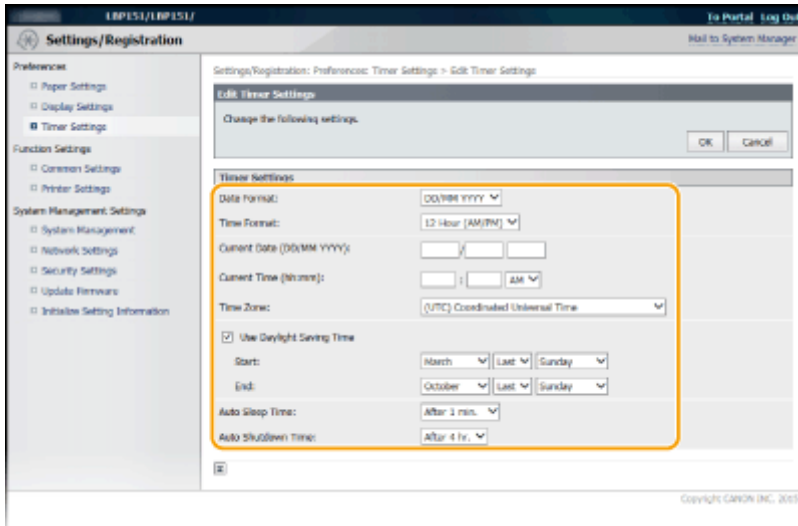 LBP151/LBP151/
To Portal Log Out
Settings/Registration
Mail to System Manager
Preferences
Paper Settings
Display Settings
Timer Settings
Function Settings
Common Settings
Printer Settings
System Management Settings
System Management
Network Settings
Security Settings
Update Firmware
Initialize Setting Information
Settings/Registration: Preferences: Timer Settings > Edit Timer Settings
Edit Timer Settings
Change the following settings.
OK Cancel
Timer Settings
Date Format: DD/MM YYYY
Time Format: 12 Hour (AM/PM)
Current Date (DD/MM YYYY): /
Current Time (hh:mm): : AM
Time Zone: (UTC) Coordinated Universal Time
Use Daylight Saving Time
Start: March Last Sunday
End: October Last Sunday
Auto Sleep Time: After 1 min.
Auto Shutdown Time: After 4 hr.
Copyright CANON INC. 2015